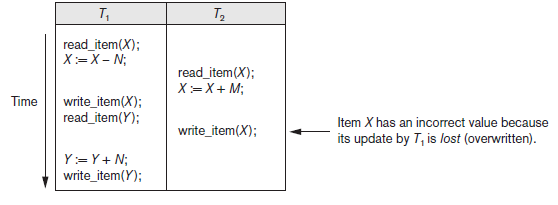 T₁ T₂
read_item(X);
X := X – N;
read_item(X);
X := X + M;
Time
write_item(X);
read_item(Y);
write_item(X);
Item X has an incorrect value because
its update by T₁ is lost (overwritten).
Y := Y + N;
write_item(Y);